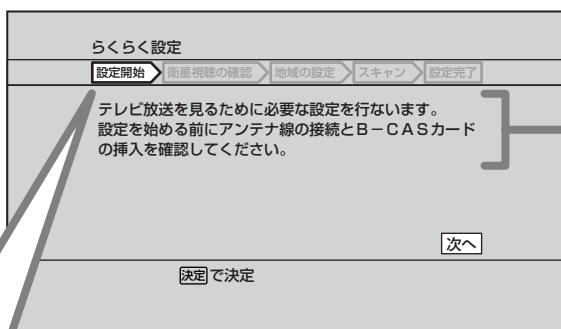 らくらく設定
設定開始 衛星視聴の確認 地域の設定 スキャン 設定完了
テレビ放送を見るために必要な設定を行ないます。
設定を始める前にアンテナ線の接続とB－CASカード
の挿入を確認してください。
次へ
決定で決定